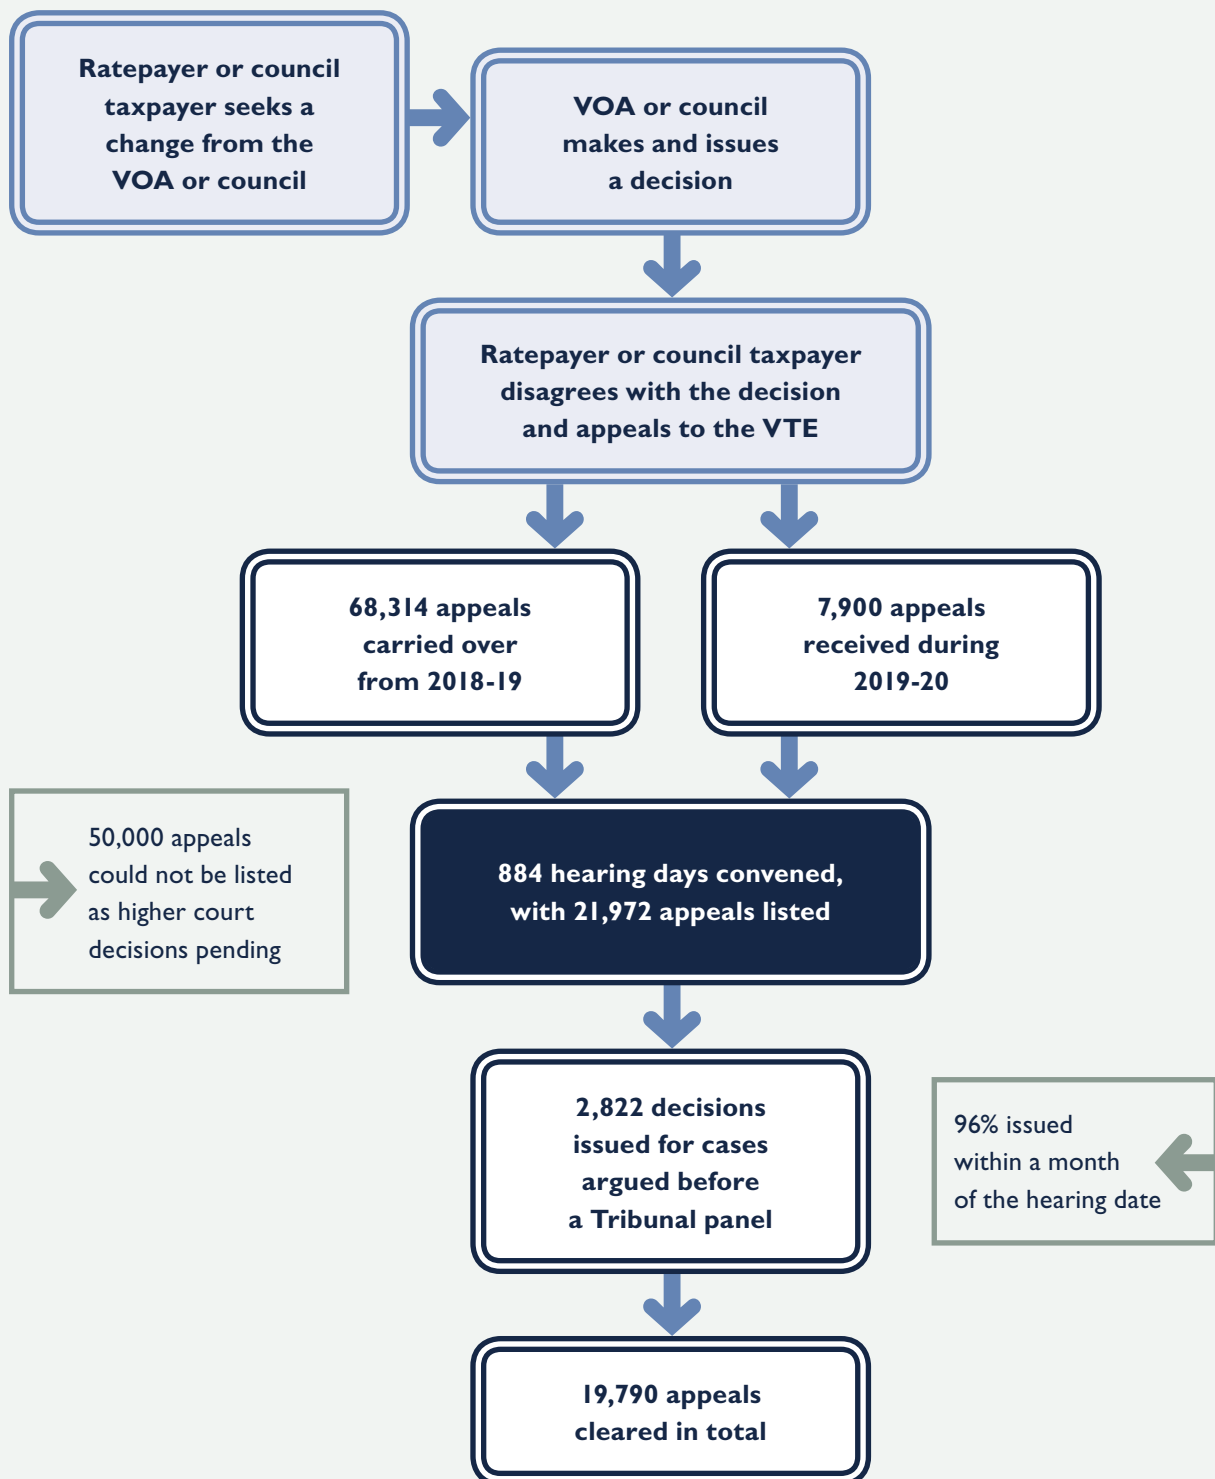 Ratepayer or council
taxpayer seeks a
change from the
VOA or council
VOA or council
makes and issues
a decision
Ratepayer or council taxpayer
disagrees with the decision
and appeals to the VTE
68,314 appeals
carried over
from 2018-19
7,900 appeals
received during
2019-20
50,000 appeals
could not be listed
as higher court
decisions pending
884 hearing days convened,
with 21,972 appeals listed
2,822 decisions
issued for cases
argued before
a Tribunal panel
96% issued
within a month
of the hearing date
19,790 appeals
cleared in total